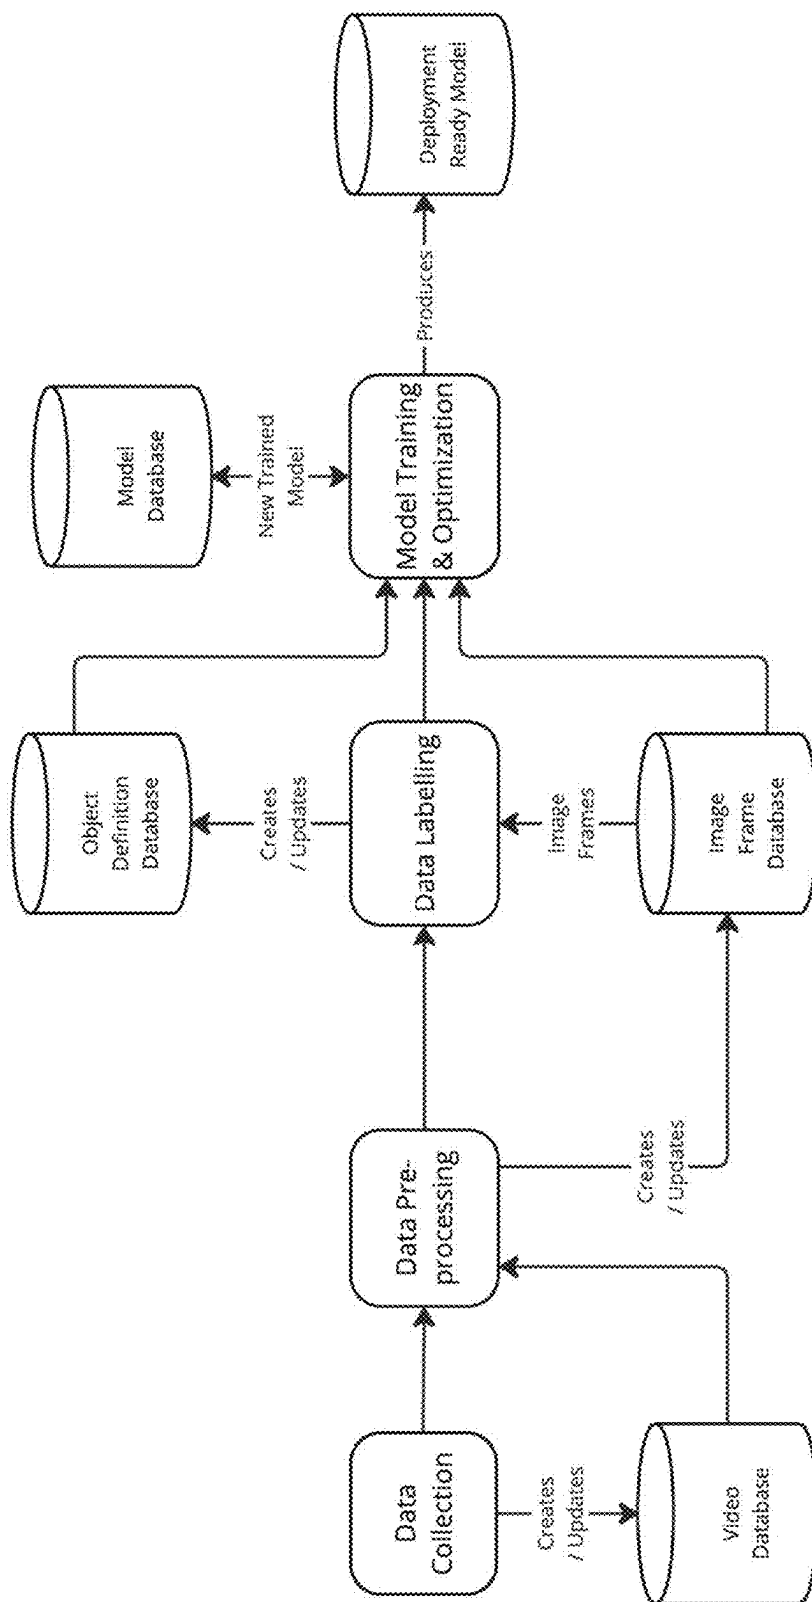 Data
Collection
Creates
/ Updates
Video
Database
Data Pre-
processing
Creates
/ Updates
Object
Definition
Database
Creates
/ Updates
Data Labelling
Image
Frames
Image
Frame
Database
Model
Database
New Trained
Model
Model Training
& Optimization
Produces
Deployment
Ready Model